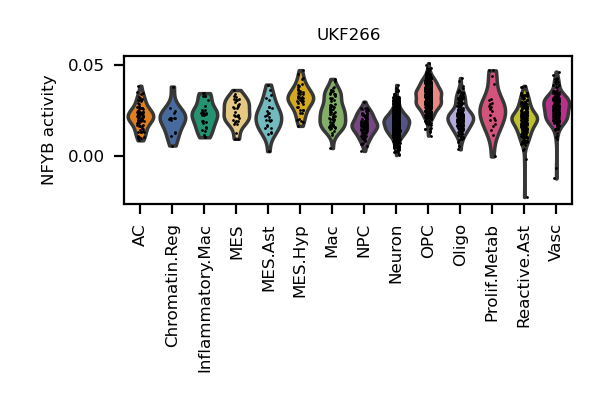 UKF266
NFYB activity
0.05
0.00
AC
Chromatin.Reg
Inflammatory.Mac
MES
MES.Ast
MES.Hyp
Mac
NPC
Neuron
OPC
Oligo
Prolif.Metab
Reactive.Ast
Vasc